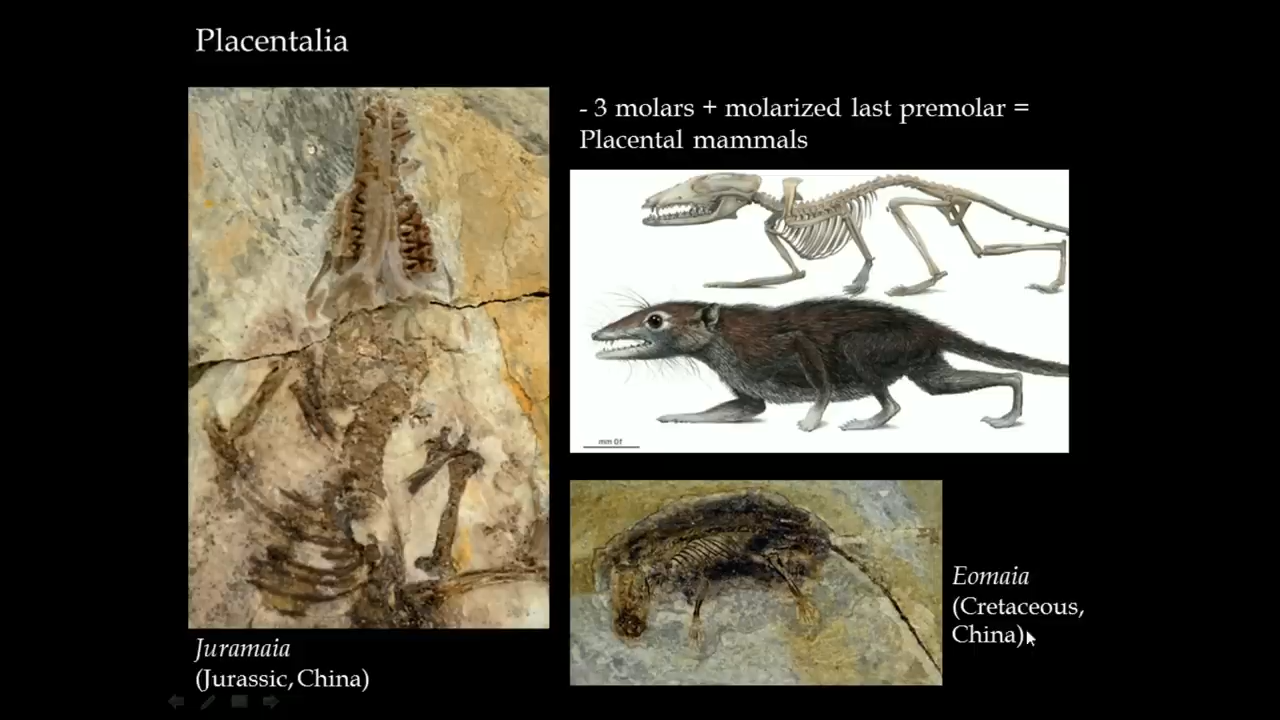 Placentalia
- 3 molars + molarized last premolar =
Placental mammals
Juramaia
(Jurassic, China)
Eomaia
(Cretaceous,
China)